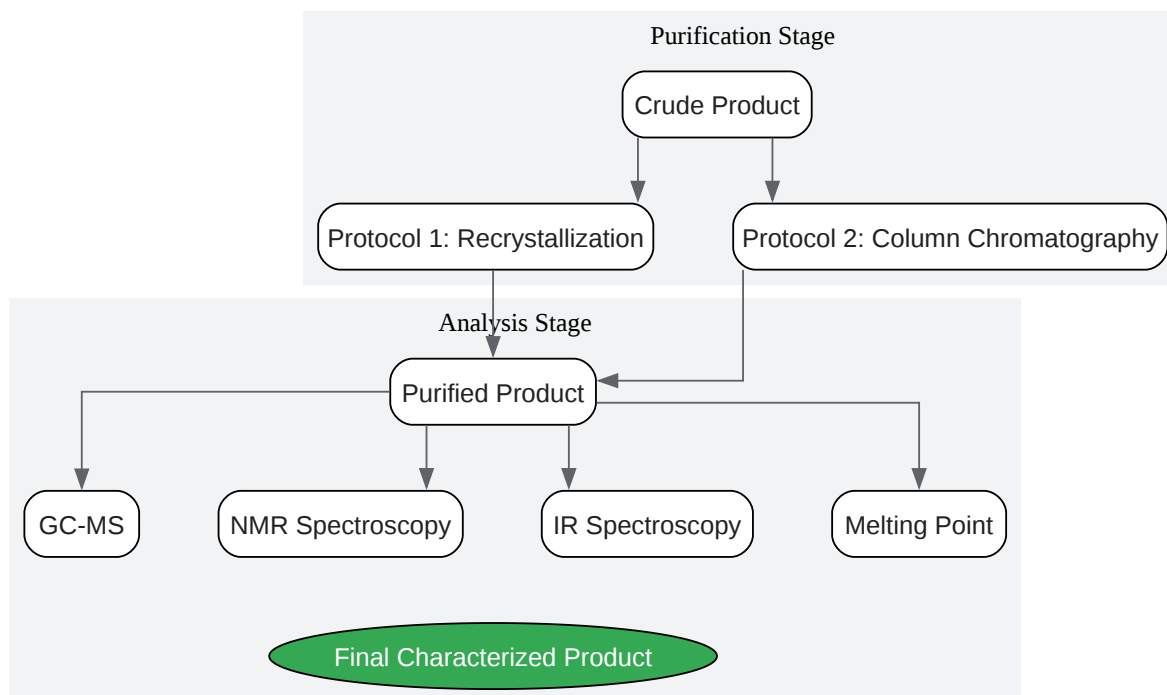 Purification Stage
Crude Product
Protocol 1: Recrystallization
Protocol 2: Column Chromatography
Analysis Stage
Purified Product
GC-MS
NMR Spectroscopy
IR Spectroscopy
Melting Point
Final Characterized Product